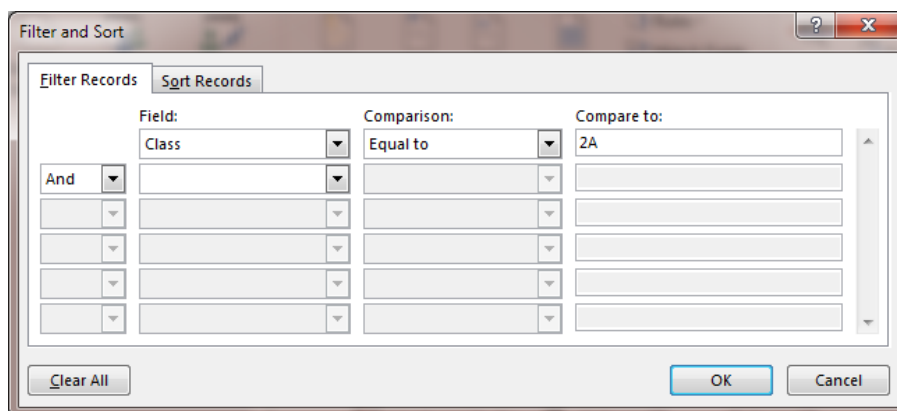 Filter and Sort
Filter Records Sort Records
Field: Comparison: Compare to:
Class Equal to 2A
And
Clear All OK Cancel